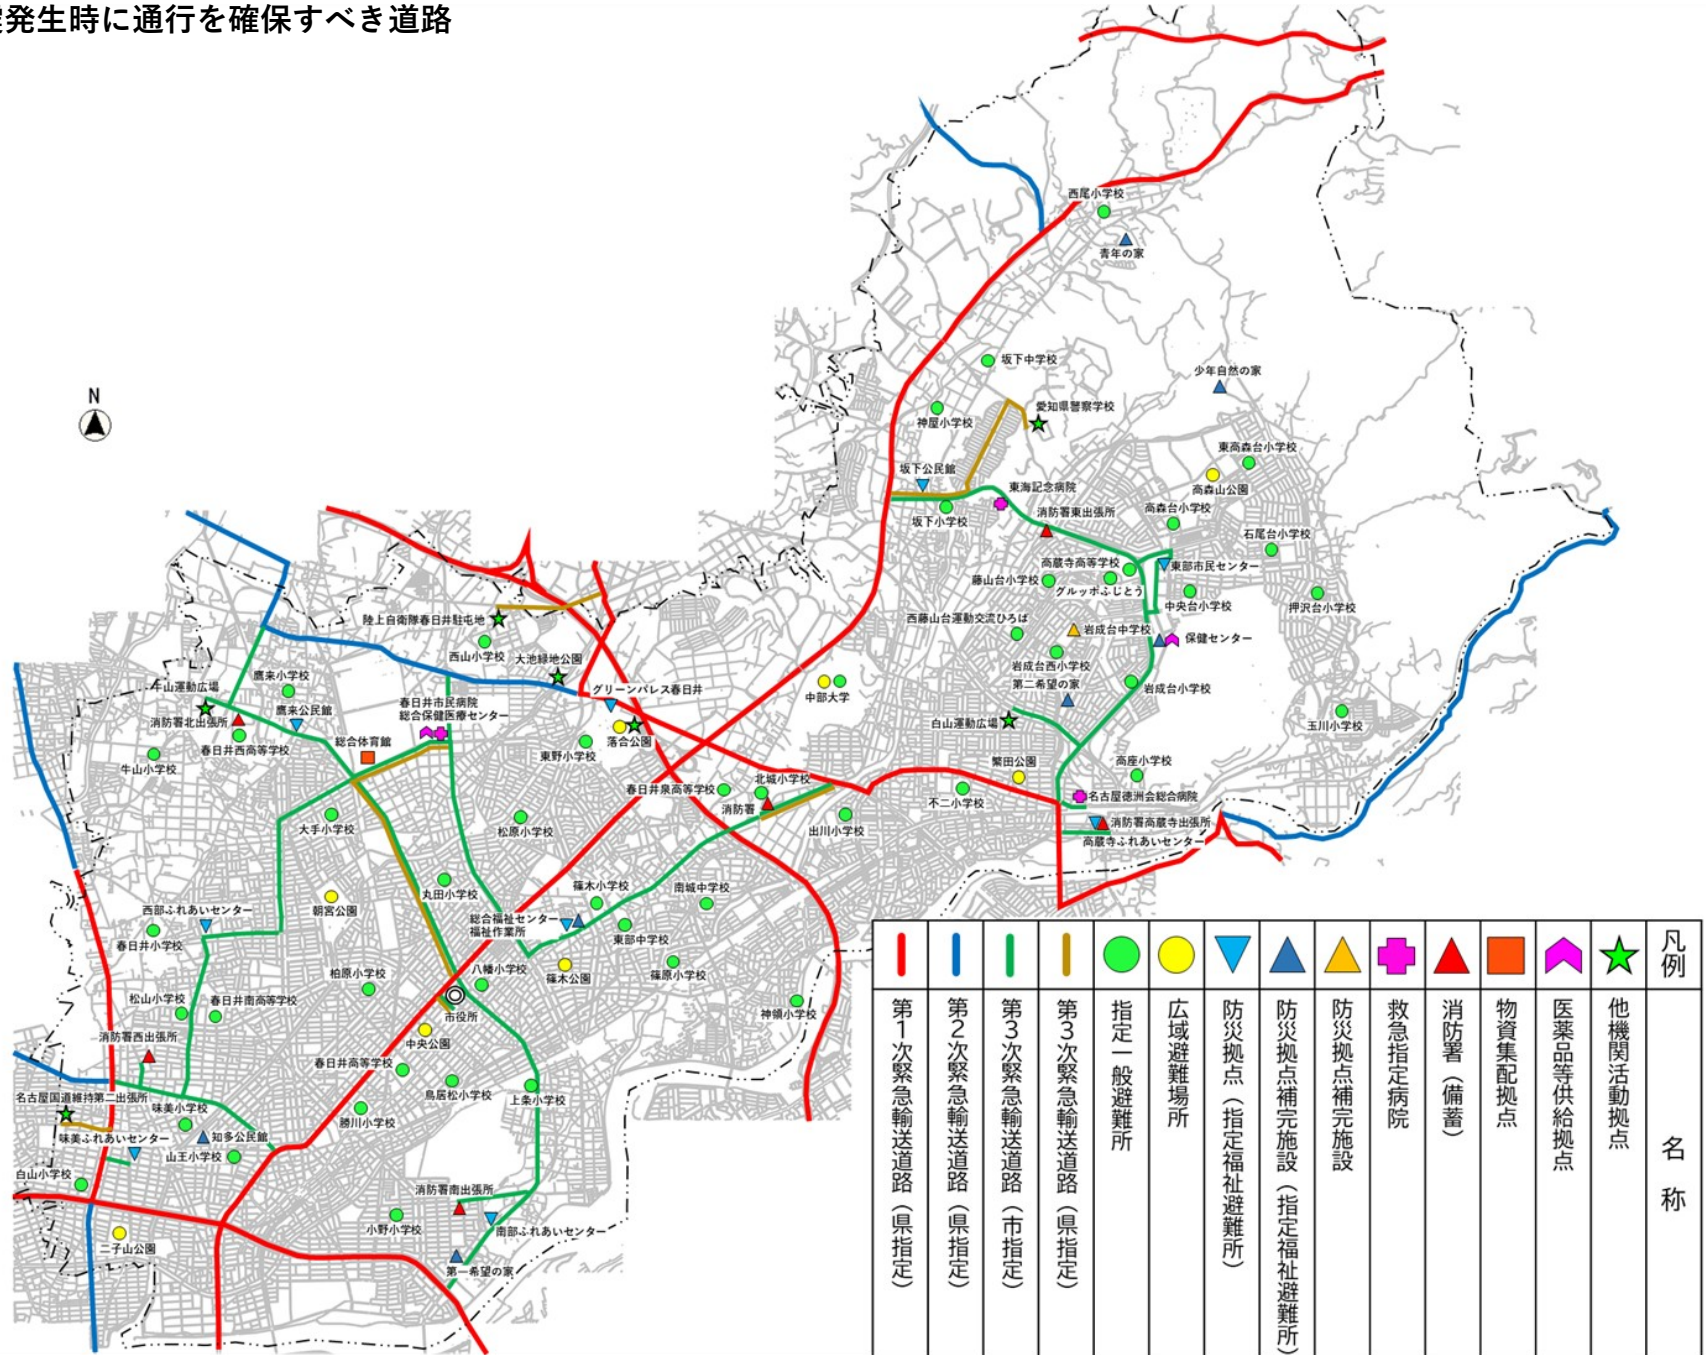 発生時に通行を確保すべき道路
N
西尾小学校
青年の家
坂下中学校
少年自然の家
愛知県警察学校
神屋小学校
東高森台小学校
坂下公民館
高森山公園
東海記念病院
坂下小学校
消防署東出張所
高森台小学校
石尾台小学校
高蔵寺高等学校
東部市民センター
藤山台小学校
グルッポふじとう
中央台小学校
押沢台小学校
西藤山台運動交流ひろば
岩成台中学校
保健センター
岩成台西小学校
第二希望の家
岩成台小学校
白山運動広場
玉川小学校
繁田公園
高座小学校
不二小学校
名古屋徳洲会総合病院
消防署高蔵寺出張所
高蔵寺ふれあいセンター
陸上自衛隊春日井駐屯地
西山小学校
大池緑地公園
グリーンパレス春日井
中部大学
鷹来小学校
牛山運動広場
鷹来公民館
春日井市民病院
総合保健医療センター
消防署北出張所
春日井西高等学校
総合体育館
東野小学校
落合公園
牛山小学校
春日井泉高等学校
北城小学校
消防署
出川小学校
大手小学校
松原小学校
丸田小学校
篠木小学校
南城中学校
朝宮公園
西部ふれあいセンター
総合福祉センター
福祉作業所
春日井小学校
東部中学校
柏原小学校
八幡小学校
篠木公園
篠原小学校
松山小学校
春日井南高等学校
市役所
神領小学校
消防署西出張所
中央公園
春日井高等学校
名古屋国道維持第二出張所
鳥居松小学校
上条小学校
味美小学校
勝川小学校
味美ふれあいセンター
知多公民館
山王小学校
白山小学校
消防署南出張所
小野小学校
南部ふれあいセンター
二子山公園
第一希望の家
凡例
名称
他機関活動拠点
医薬品等供給拠点
物資集配拠点
消防署（備蓄）
救急指定病院
防災拠点補完施設
防災拠点補完施設（指定福祉避難所）
防災拠点（指定福祉避難所）
広域避難場所
指定一般避難所
第３次緊急輸送道路（県指定）
第３次緊急輸送道路（市指定）
第２次緊急輸送道路（県指定）
第１次緊急輸送道路（県指定）